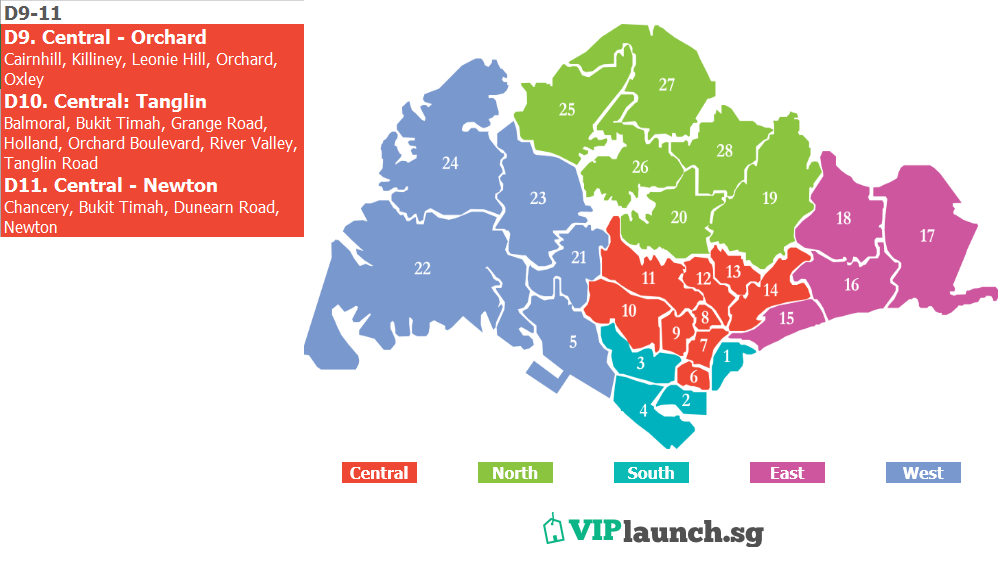 D9-11
D9. Central - Orchard
Cairnhill, Killiney, Leonie Hill, Orchard,
Oxley
D10. Central: Tanglin
Balmoral, Bukit Timah, Grange Road,
Holland, Orchard Boulevard, River Valley,
Tanglin Road
D11. Central - Newton
Chancery, Bukit Timah, Dunearn Road,
Newton
27
25
28
24
26
23
19
20
18
17
22
21
11
12
13
14
16
10
8
15
9
7
5
3
1
6
2
4
Central North South East West
VIPlaunch.sg